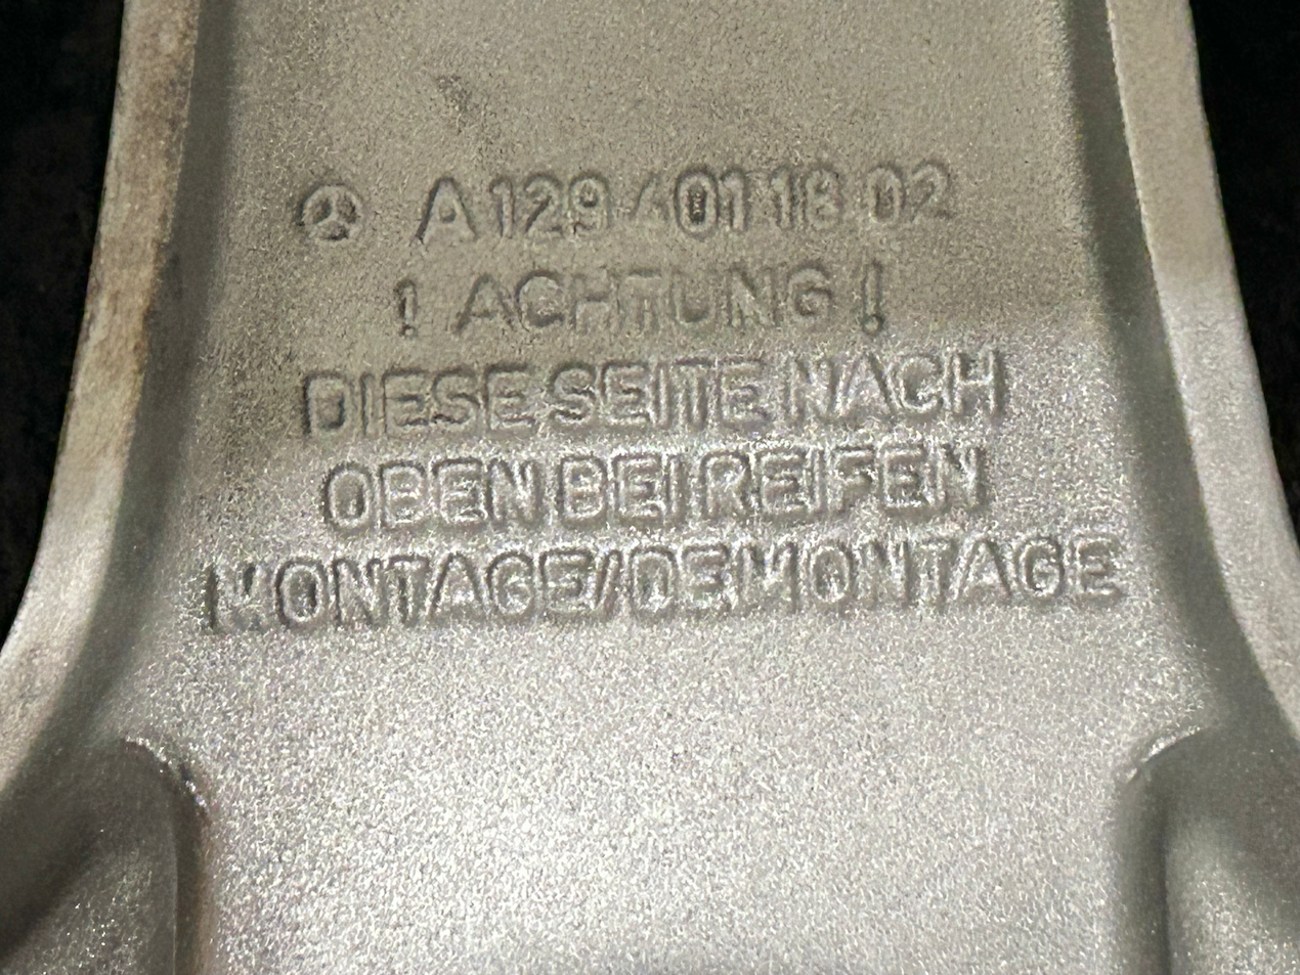 A 129 401 18 02
! ACHTUNG !
DIESE SEITE NACH
OBEN BEI REIFEN
MONTAGE/DEMONTAGE